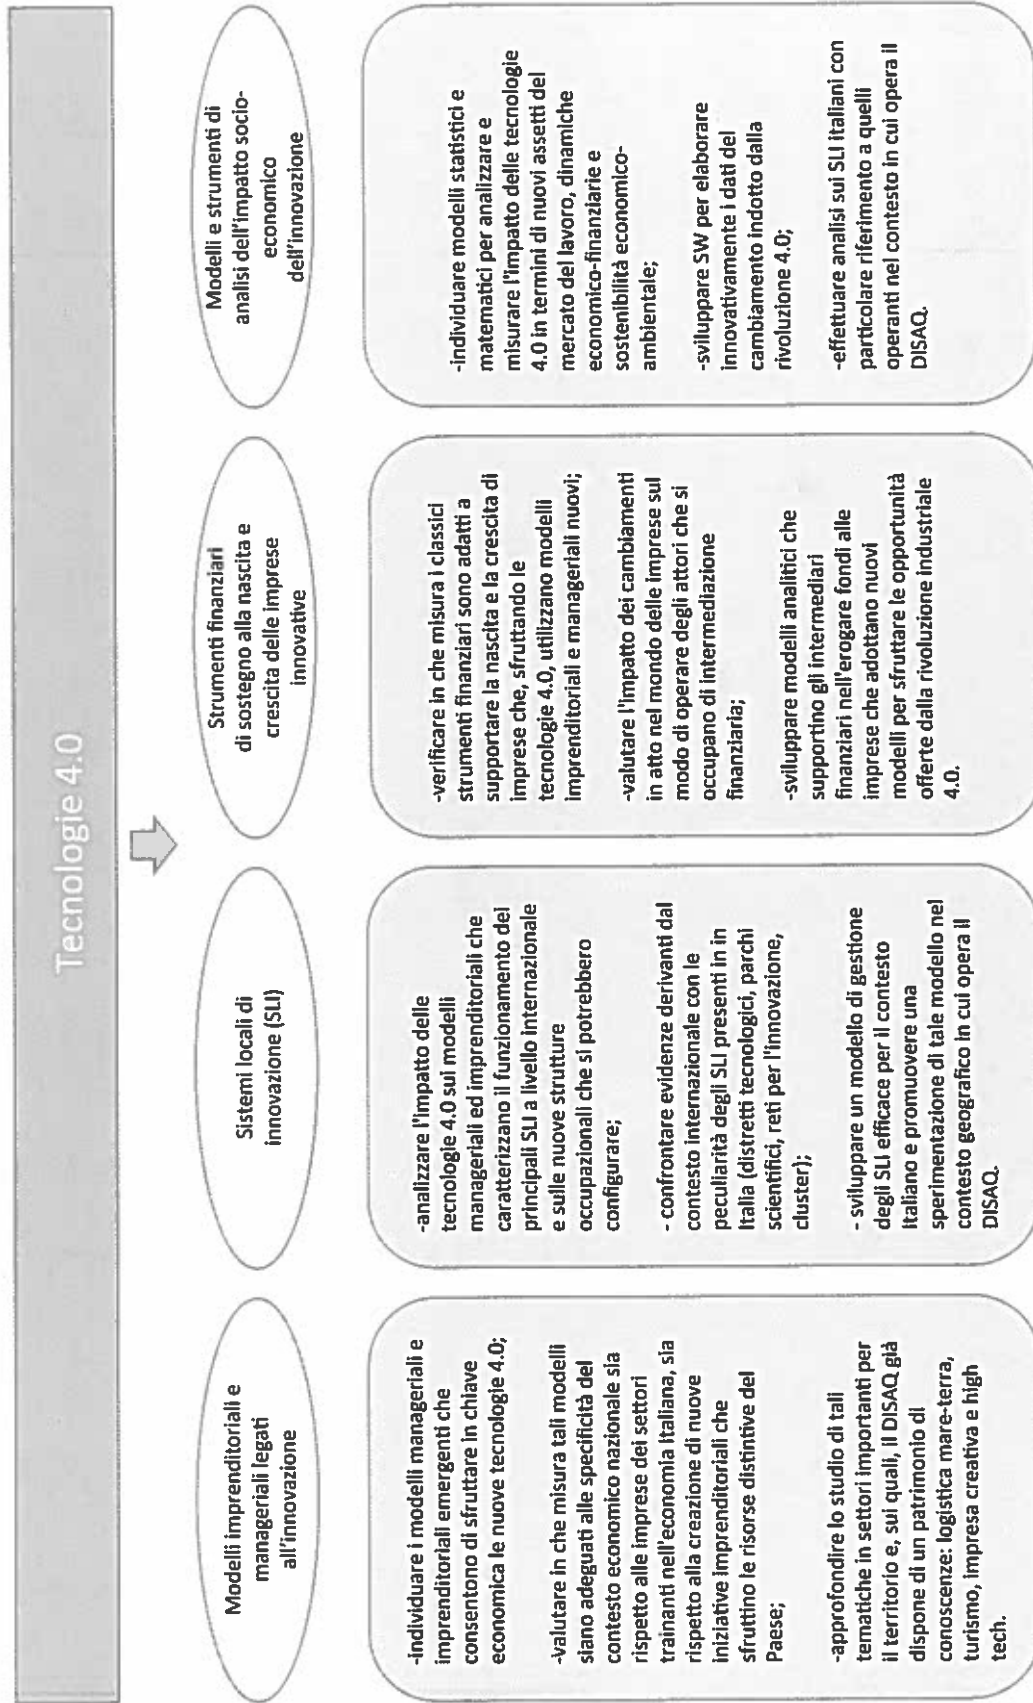 Tecnologie 4.0
Modelli imprenditoriali e
manageriali legati
all'innovazione
-individuare i modelli manageriali e
imprenditoriali emergenti che
consentono di sfruttare in chiave
economica le nuove tecnologie 4.0;
-valutare in che misura tali modelli
siano adeguati alle specificità del
contesto economico nazionale sia
rispetto alle imprese dei settori
trainanti nell'economia italiana, sia
rispetto alla creazione di nuove
iniziative imprenditoriali che
sfruttino le risorse distintive del
Paese;
-approfondire lo studio di tali
tematiche in settori importanti per
il territorio e, sui quali, il DISAQ già
dispone di un patrimonio di
conoscenze: logistica mare-terra,
turismo, impresa creativa e high
tech.
Sistemi locali di
innovazione (SLI)
-analizzare l'impatto delle
tecnologie 4.0 sui modelli
manageriali ed imprenditoriali che
caratterizzano il funzionamento dei
principali SLI a livello internazionale
e sulle nuove strutture
occupazionali che si potrebbero
configurare;
- confrontare evidenze derivanti dal
contesto internazionale con le
peculiarità degli SLI presenti in in
Italia (distretti tecnologici, parchi
scientifici, reti per l'innovazione,
cluster);
- sviluppare un modello di gestione
degli SLI efficace per il contesto
italiano e promuovere una
sperimentazione di tale modello nel
contesto geografico in cui opera il
DISAQ.
Strumenti finanziari
di sostegno alla nascita e
crescita delle imprese
innovative
-verificare in che misura i classici
strumenti finanziari sono adatti a
supportare la nascita e la crescita di
imprese che, sfruttando le
tecnologie 4.0, utilizzano modelli
imprenditoriali e manageriali nuovi;
-valutare l'impatto dei cambiamenti
in atto nel mondo delle imprese sul
modo di operare degli attori che si
occupano di intermediazione
finanziaria;
-sviluppare modelli analitici che
supportino gli intermediari
finanziari nell'erogare fondi alle
imprese che adottano nuovi
modelli per sfruttare le opportunità
offerte dalla rivoluzione industriale
4.0.
Modelli e strumenti di
analisi dell'impatto socio-
economico
dell'innovazione
-individuare modelli statistici e
matematici per analizzare e
misurare l'impatto delle tecnologie
4.0 in termini di nuovi assetti del
mercato del lavoro, dinamiche
economico-finanziarie e
sostenibilità economico-
ambientale;
-sviluppare SW per elaborare
innovativamente i dati del
cambiamento indotto dalla
rivoluzione 4.0;
-effettuare analisi sui SLI italiani con
particolare riferimento a quelli
operanti nel contesto in cui opera il
DISAQ.